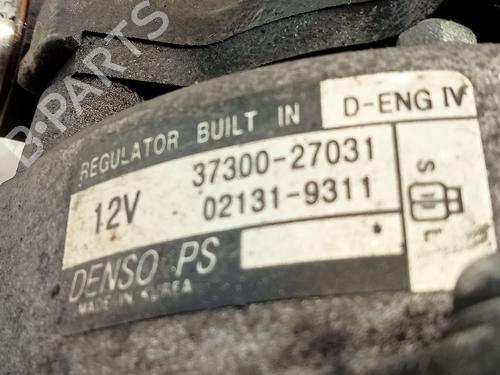 B-PARTS
REGULATOR BUILT IN D-ENG IV
12V 37300-27031
02131-9311
S
L
DENSO PS
MADE IN KOREA